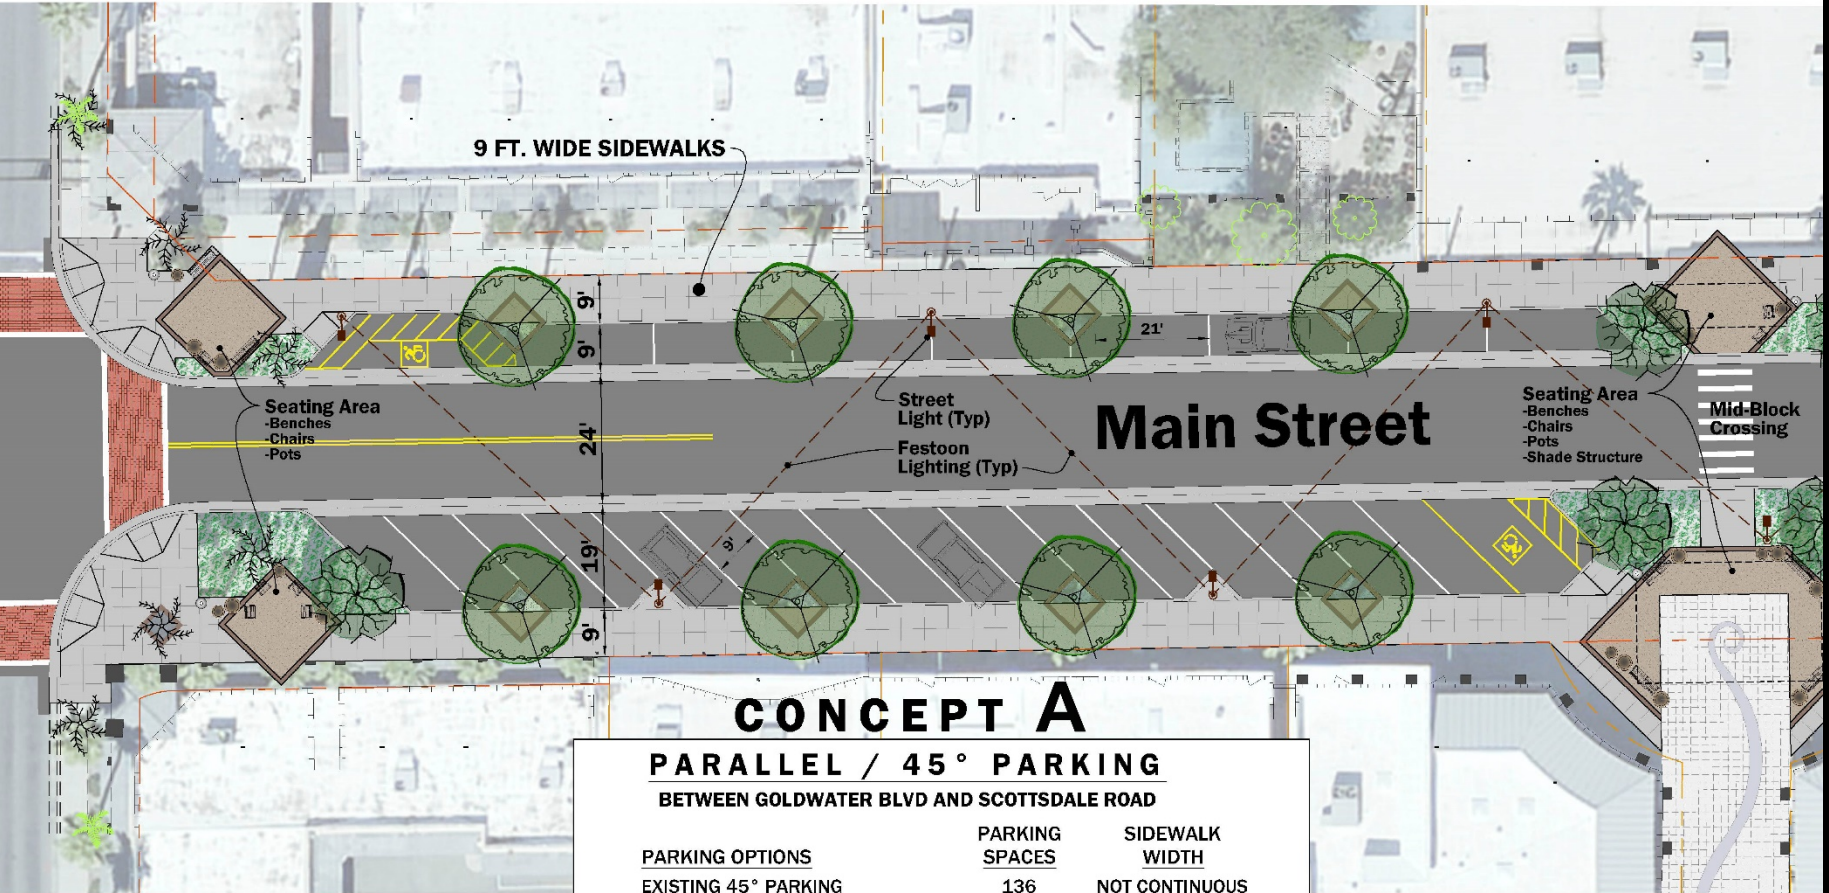 9 FT. WIDE SIDEWALKS
9'
9'
21'
Seating Area
-Benches
-Chairs
-Pots
24'
Street
Light (Typ)
Festoon
Lighting (Typ)
Main Street
Seating Area
-Benches
-Chairs
-Pots
-Shade Structure
Mid-Block
Crossing
19'
9'
9'
CONCEPT A
PARALLEL / 45° PARKING
BETWEEN GOLDWATER BLVD AND SCOTTSDALE ROAD
PARKING OPTIONS PARKING SPACES SIDEWALK WIDTH
EXISTING 45° PARKING 136 NOT CONTINUOUS